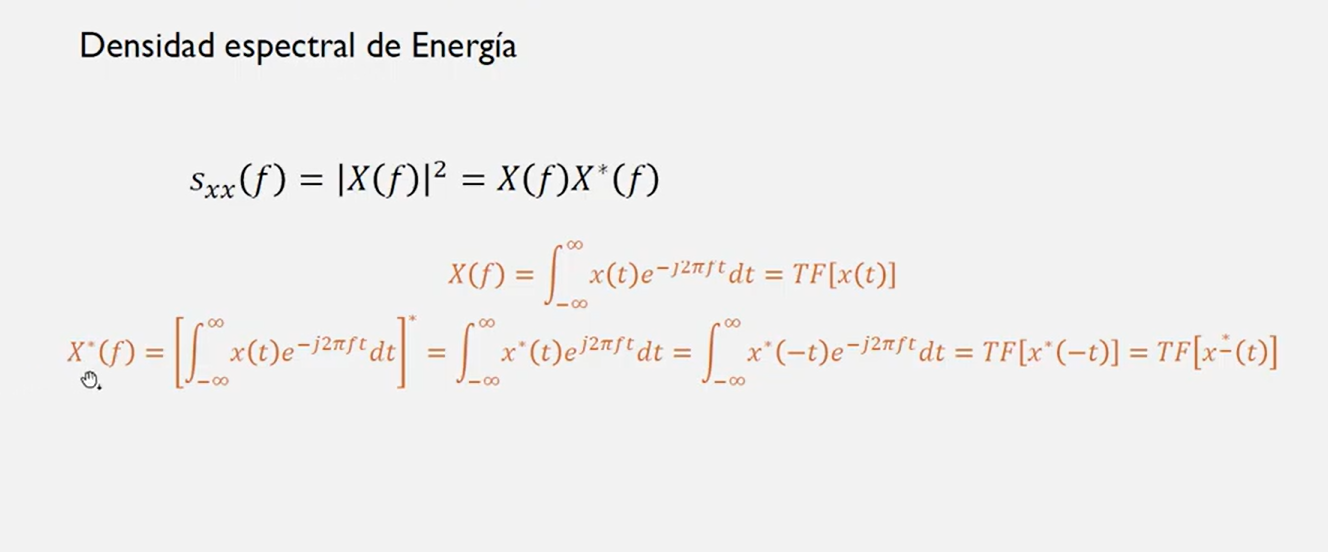 Densidad espectral de Energía
s_{xx}(f) = |X(f)|^2 = X(f)X^*(f)
X(f) = \int_{-\infty}^{\infty} x(t)e^{-j2\pi ft}dt = TF[x(t)]
X^*(f) = \left[\int_{-\infty}^{\infty} x(t)e^{-j2\pi ft}dt\right]^* = \int_{-\infty}^{\infty} x^*(t)e^{j2\pi ft}dt = \int_{-\infty}^{\infty} x^*(-t)e^{-j2\pi ft}dt = TF[x^*(-t)] = TF[x_-^*(t)]